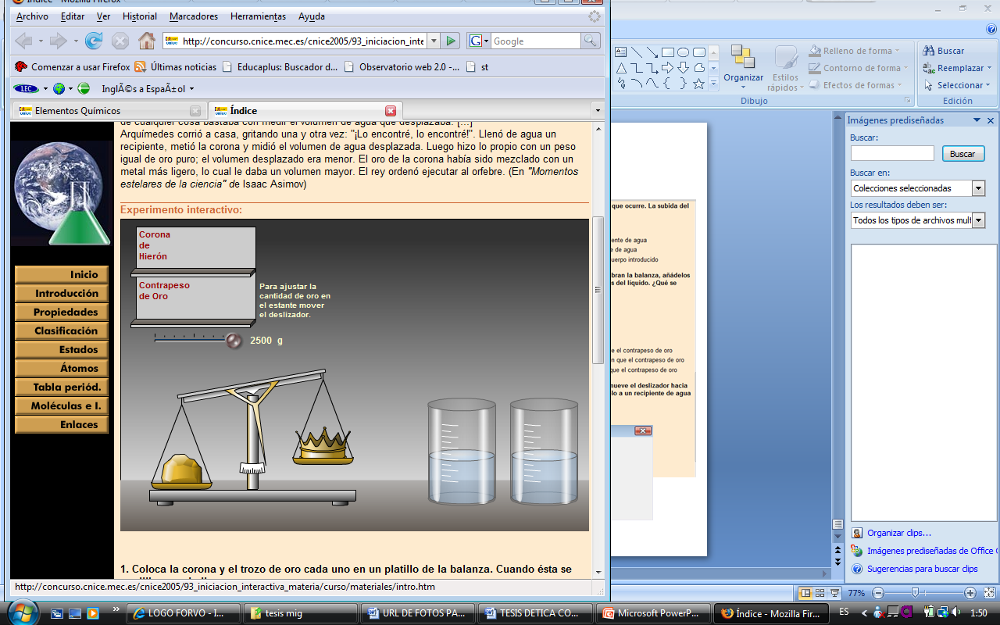 Índice - Mozilla Firefox
Archivo Editar Ver Historial Marcadores Herramientas Ayuda
http://concurso.cnice.mec.es/cnice2005/93_iniciacion_inte
Google
Comenzar a usar Firefox Últimas noticias Educaplus: Buscador d... Observatorio web 2.0 -... st
LEC InglÃ©s a EspaÃ±ol
Elementos Químicos Índice
de cualquier cosa bastaba con medir el volumen de agua que desplazaba. [...]
Arquímedes corrió a casa, gritando una y otra vez: "¡Lo encontré, lo encontré!". Llenó de agua un
recipiente, metió la corona y midió el volumen de agua desplazada. Luego hizo lo propio con un peso
igual de oro puro; el volumen desplazado era menor. El oro de la corona había sido mezclado con un
metal más ligero, lo cual le daba un volumen mayor. El rey ordenó ejecutar al orfebre. (En "Momentos
estelares de la ciencia" de Isaac Asimov)
Experimento interactivo:
Corona
de
Hierón
Contrapeso
de Oro
Para ajustar la
cantidad de oro en
el estante mover
el deslizador.
2500 g
Inicio
Introducción
Propiedades
Clasificación
Estados
Átomos
Tabla periód.
Moléculas e I.
Enlaces
1. Coloca la corona y el trozo de oro cada uno en un platillo de la balanza. Cuando ésta se
http://concurso.cnice.mec.es/cnice2005/93_iniciacion_interactiva_materia/curso/materiales/intro.htm
Organizar
Estilos
rápidos
Relleno de forma
Contorno de forma
Efectos de formas
Dibujo
Buscar
Reemplazar
Seleccionar
Edición
que ocurre. La subida del
ente de agua
e de agua
uerpo introducido
bran la balanza, añádelos
s del líquido. ¿Qué se
e el contrapeso de oro
n que el contrapeso de oro
que el contrapeso de oro
mueve el deslizador hacia
lo a un recipiente de agua
Imágenes prediseñadas
Buscar:
Buscar
Buscar en:
Colecciones seleccionadas
Los resultados deben ser:
Todos los tipos de archivos mult
Organizar clips...
Imágenes prediseñadas de Office
Sugerencias para buscar clips
77%
LOGO FORVO - I... tesis mig URL DE FOTOS PA... TESIS DETICA CO... Microsoft PowerP... Índice - Mozilla Fir... ES 1:50